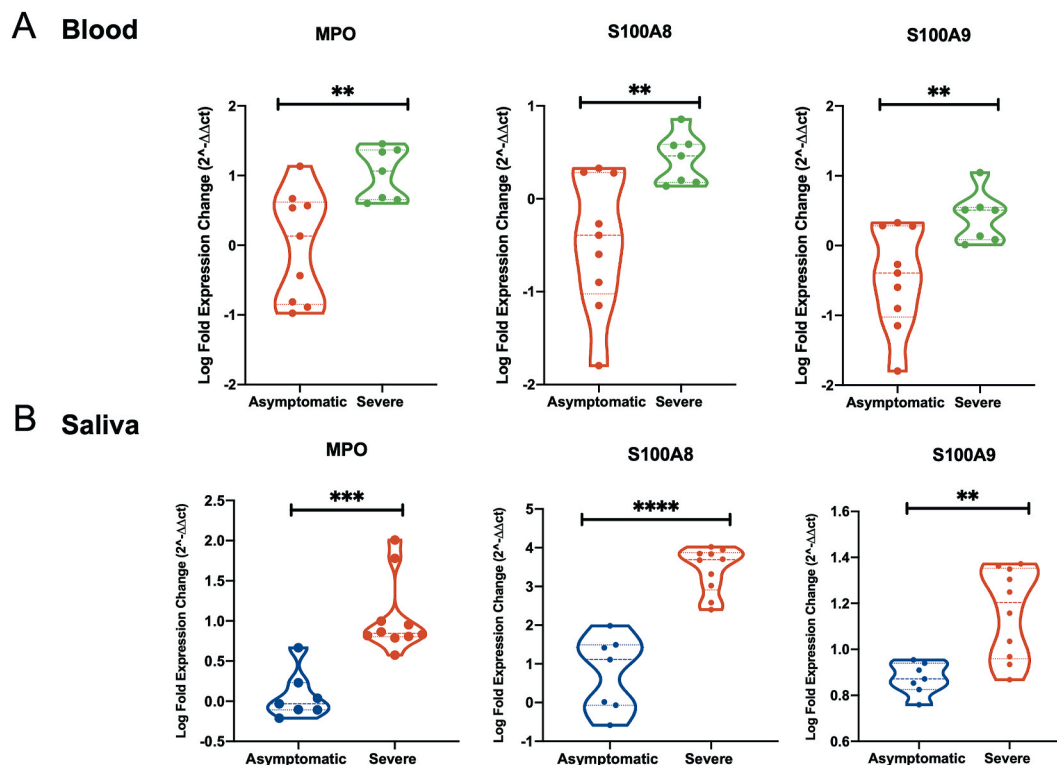 A Blood
MPO
S100A8
S100A9
**
**
**
Log Fold Expression Change (2^-ΔΔct)
2
1
0
-1
-2
Asymptomatic Severe
Log Fold Expression Change (2^-ΔΔct)
1
0
-1
-2
Asymptomatic Severe
Log Fold Expression Change (2^-ΔΔct)
2
1
0
-1
-2
Asymptomatic Severe
B Saliva
MPO
S100A8
S100A9
***
****
**
Log Fold Expression Change (2^-ΔΔct)
2.5
2.0
1.5
1.0
0.5
0.0
-0.5
Asymptomatic Severe
Log Fold Expression Change (2^-ΔΔct)
5
4
3
2
1
0
-1
Asymptomatic Severe
Log Fold Expression Change (2^-ΔΔct)
1.6
1.4
1.2
1.0
0.8
0.6
Asymptomatic Severe